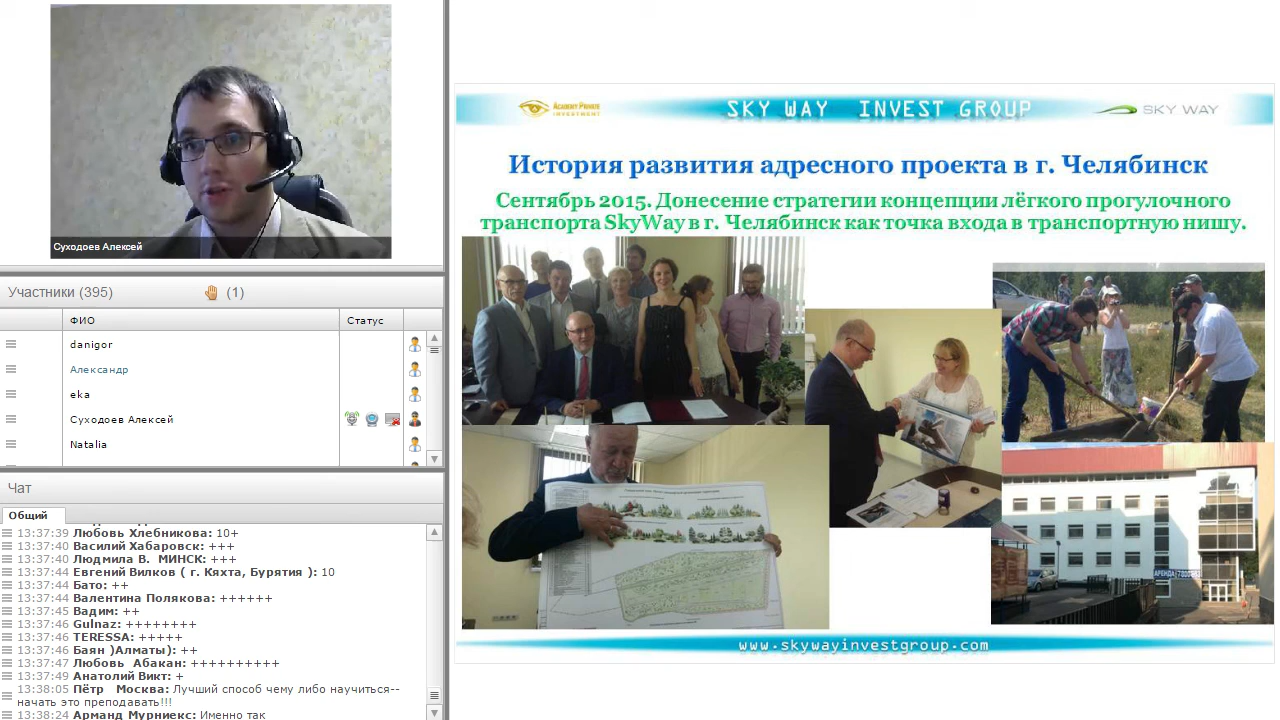 Суходоев Алексей
Участники (395)
(1)
ФИО
Статус
danigor
Александр
eka
Суходоев Алексей
Natalia
Чат
Общий
13:37:39 Любовь Хлебникова: 10+
13:37:40 Василий Хабаровск: +++
13:37:40 Людмила В. МИНСК: +++
13:37:44 Евгений Вилков ( г. Кяхта, Бурятия ): 10
13:37:44 Бато: ++
13:37:44 Валентина Полякова: ++++++
13:37:45 Вадим: ++
13:37:46 Gulnaz: ++++++++
13:37:46 TERESSA: +++++
13:37:46 Баян )Алматы): ++
13:37:47 Любовь Абакан: ++++++++++
13:37:49 Анатолий Викт: +
13:38:05 Пётр Москва: Лучший способ чему либо научиться--
начать это преподавать!!!
13:38:24 Арманд Мурниекс: Именно так
ACADEMY PRIVATE
INVESTMENT
SKY WAY INVEST GROUP
SKY WAY
История развития адресного проекта в г. Челябинск
Сентябрь 2015. Донесение стратегии концепции лёгкого прогулочного
транспорта SkyWay в г. Челябинск как точка входа в транспортную нишу.
АРЕНДА
www.skywayinvestgroup.com